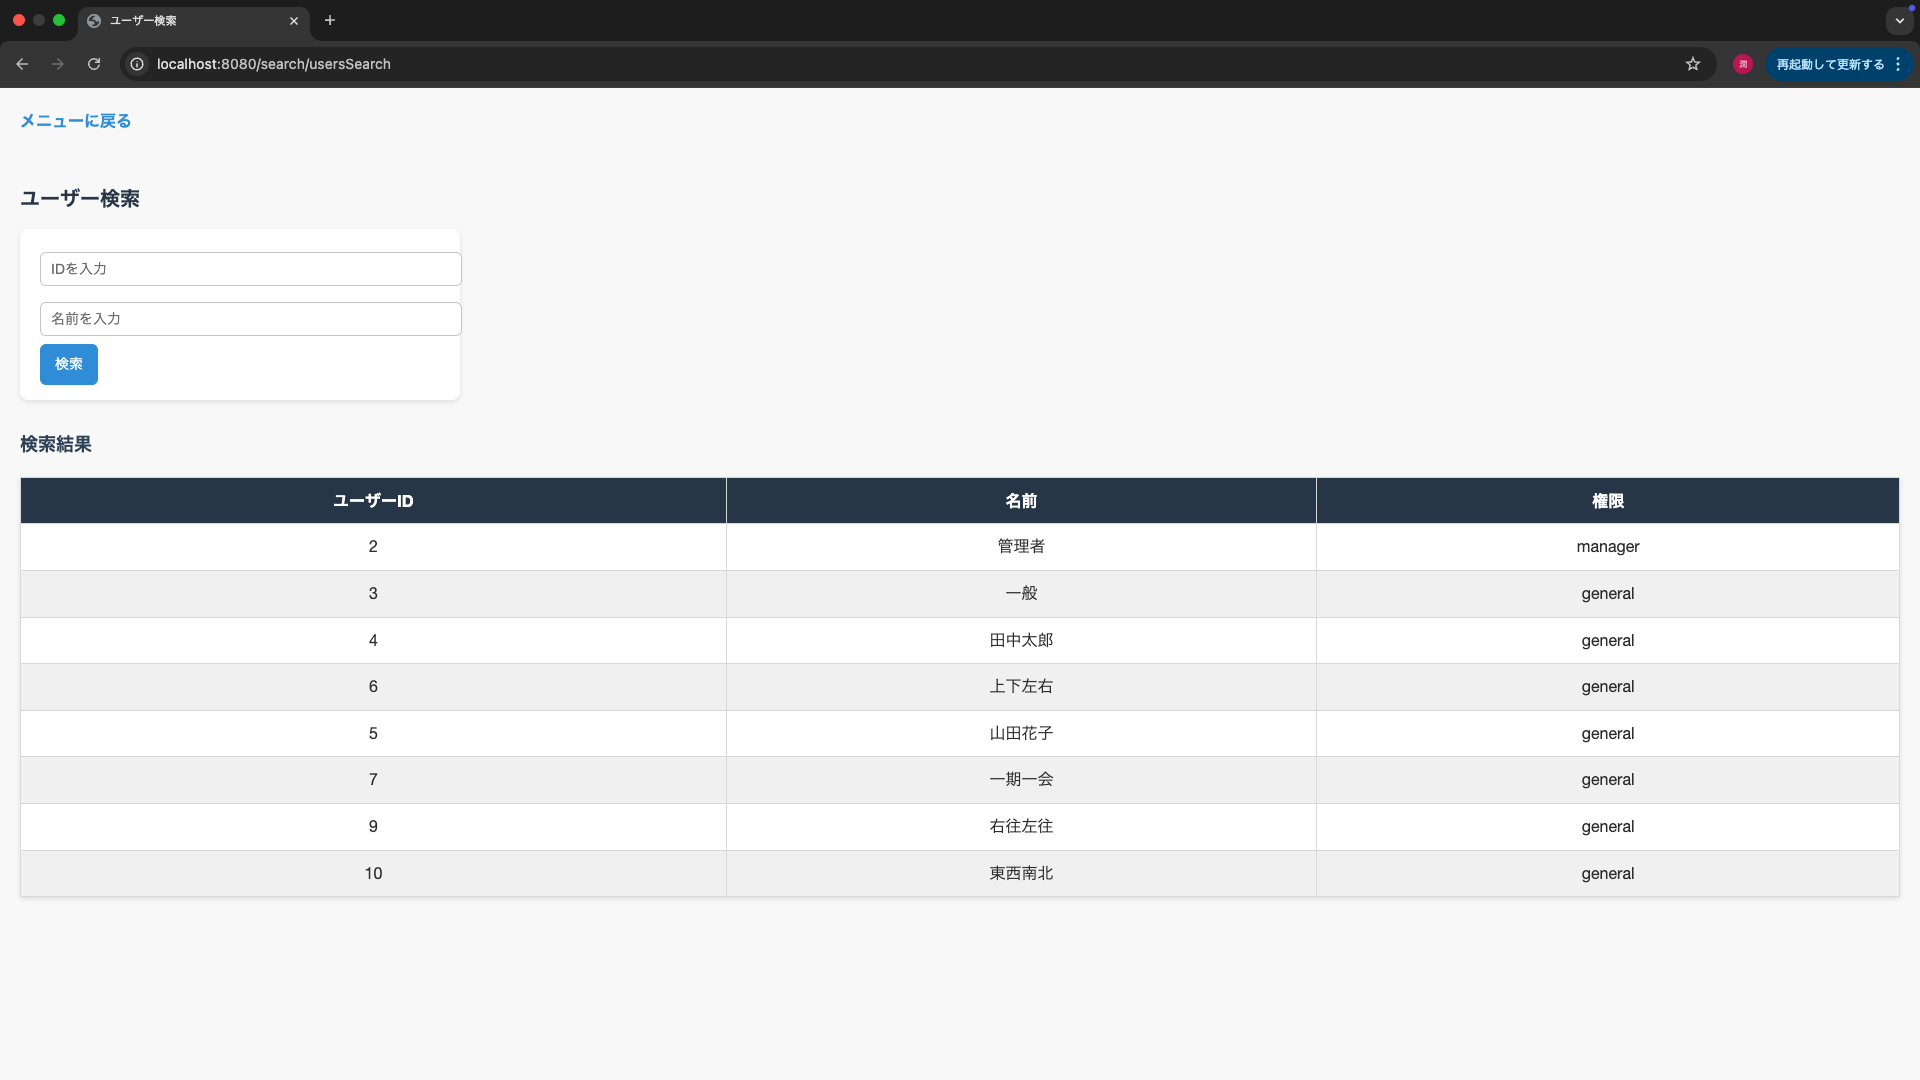 ユーザー検索
localhost:8080/search/usersSearch
潤
再起動して更新する
メニューに戻る
ユーザー検索
IDを入力
名前を入力
検索
検索結果
ユーザーID 名前 権限
2 管理者 manager
3 一般 general
4 田中太郎 general
6 上下左右 general
5 山田花子 general
7 一期一会 general
9 右往左往 general
10 東西南北 general